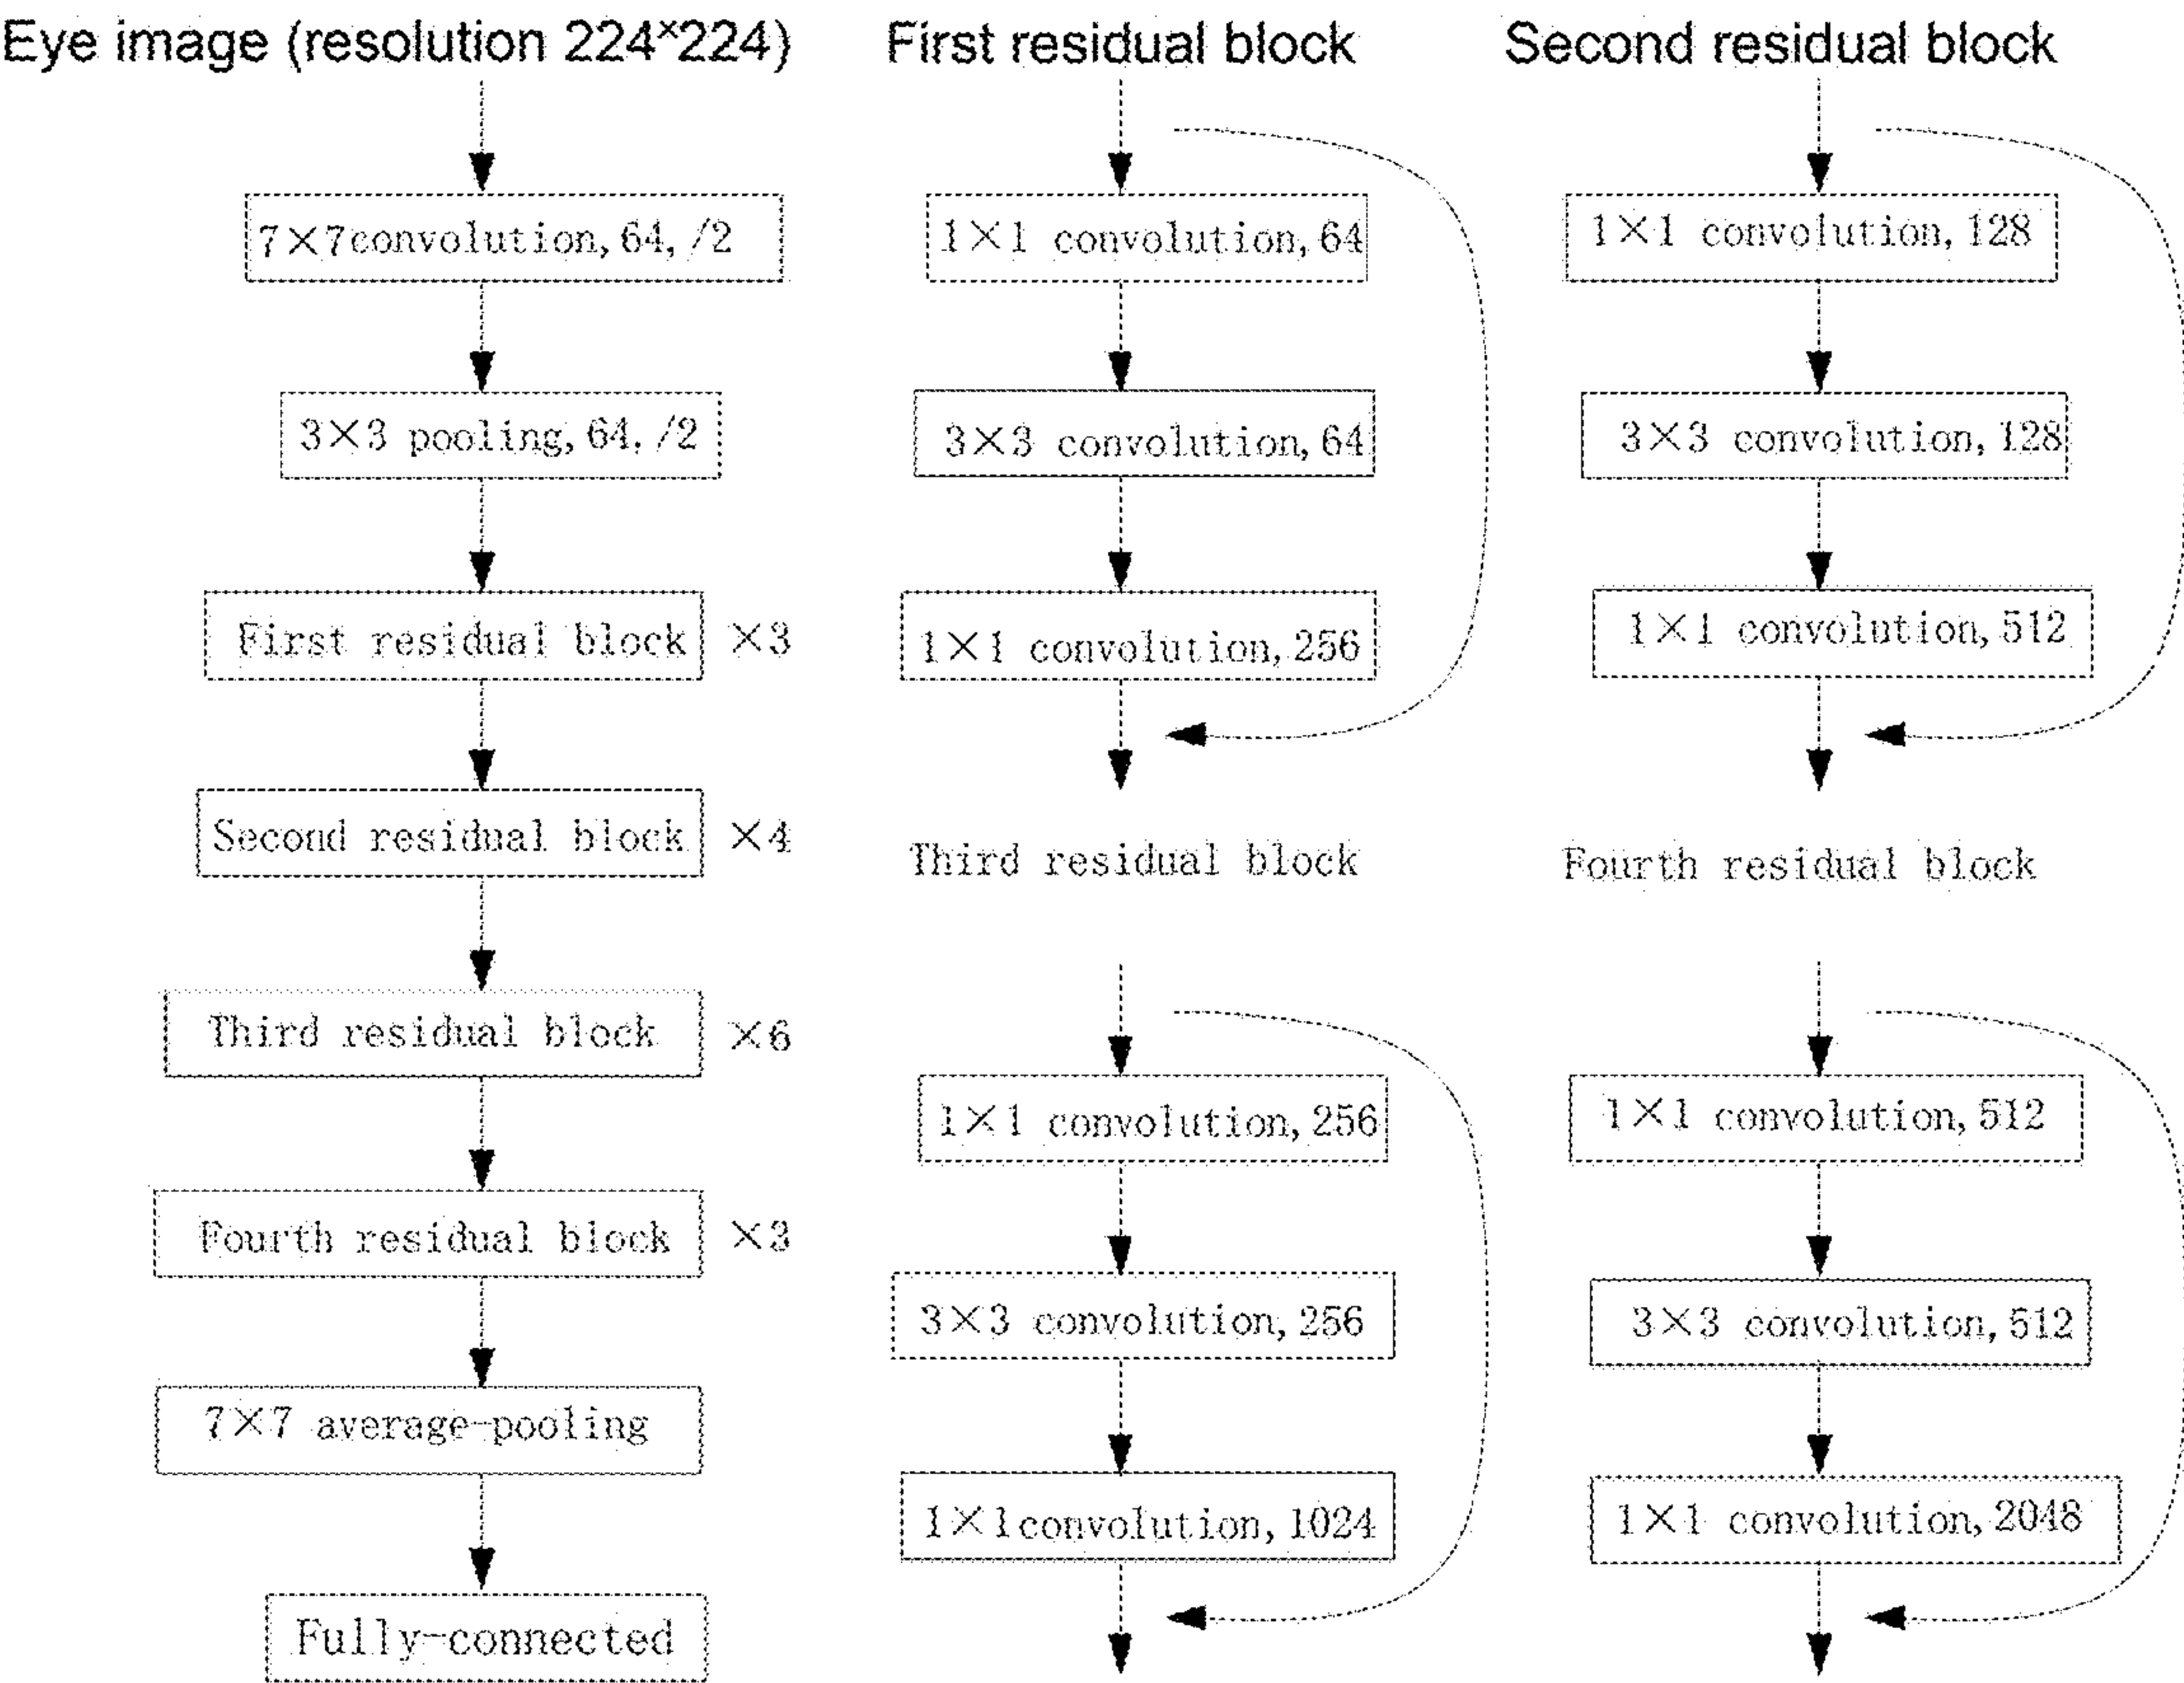 Eye image (resolution 224×224)
7×7convolution, 64, /2
3×3 pooling, 64, /2
First residual block ×3
Second residual block ×4
Third residual block ×6
Fourth residual block ×3
7×7 average-pooling
Fully-connected
First residual block
1×1 convolution, 64
3×3 convolution, 64
1×1 convolution, 256
Second residual block
1×1 convolution, 128
3×3 convolution, 128
1×1 convolution, 512
Third residual block
1×1 convolution, 256
3×3 convolution, 256
1×1convolution, 1024
Fourth residual block
1×1 convolution, 512
3×3 convolution, 512
1×1 convolution, 2048